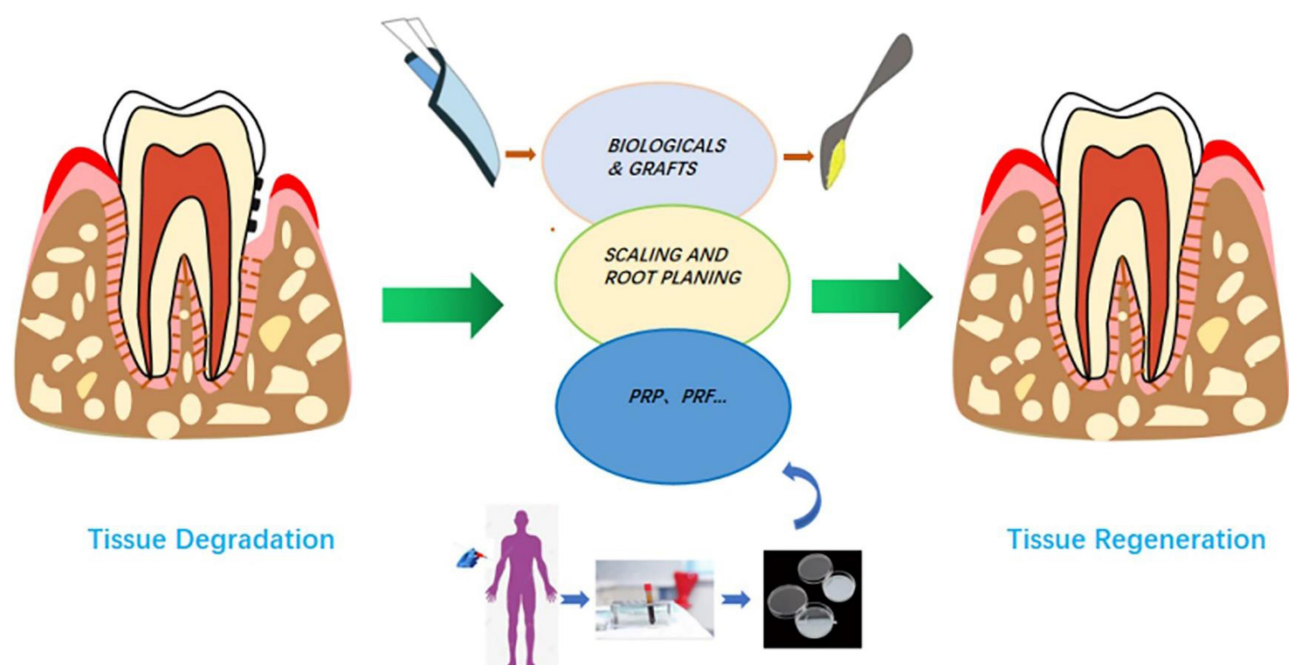 BIOLOGICALS
& GRAFTS
SCALING AND
ROOT PLANING
PRP、PRF...
Tissue Degradation
Tissue Regeneration